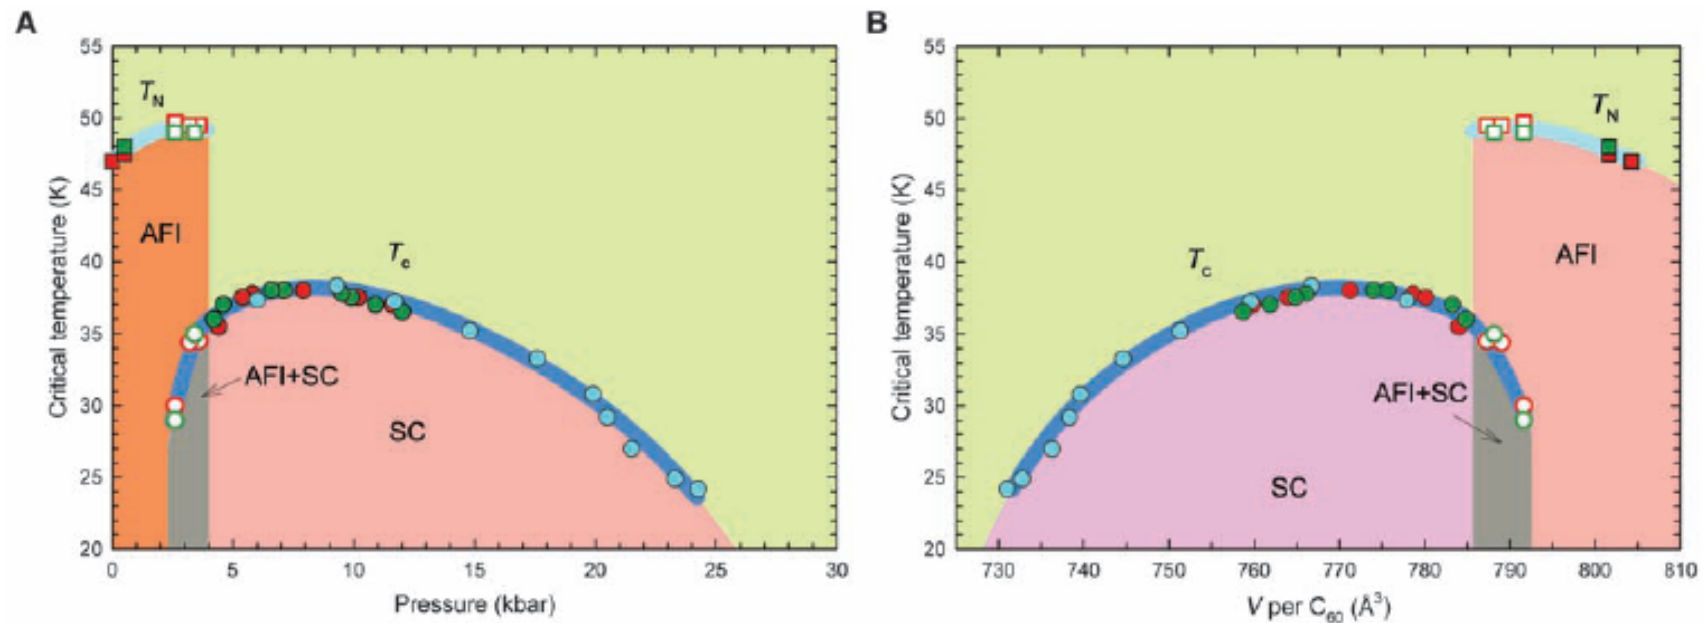 A
B
55
50
45
40
35
30
25
20
Critical temperature (K)
T_N
AFI
T_c
AFI+SC
SC
0 5 10 15 20 25 30
Pressure (kbar)
55
50
45
40
35
30
25
20
Critical temperature (K)
T_N
T_c
AFI
AFI+SC
SC
730 740 750 760 770 780 790 800 810
V per C₆₀ (Å³)